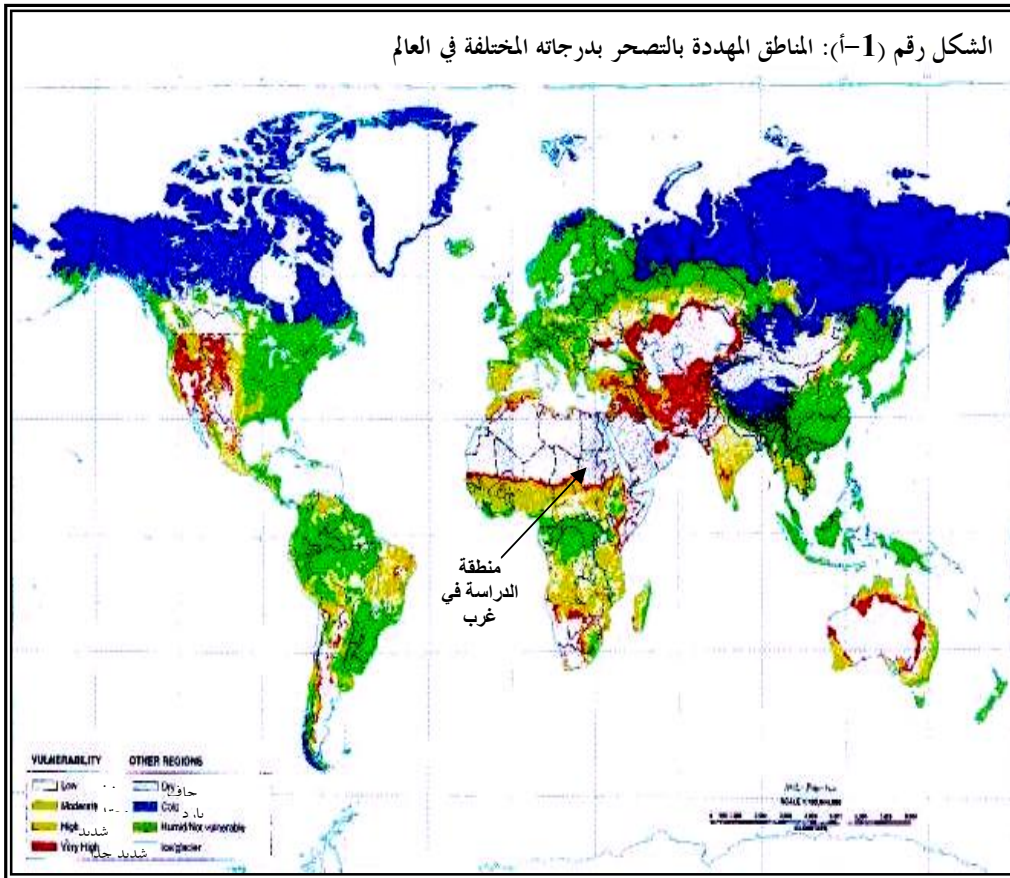 الشكل رقم (1-أ): المناطق المهددة بالتصحر بدرجاته المختلفة في العالم
منطقة
الدراسة في
غرب
VULNERABILITY OTHER REGIONS
Low Dry
Moderate Cold
High شديد Humid/Not vulnerable
Very High شديد جدا Ice/glacier